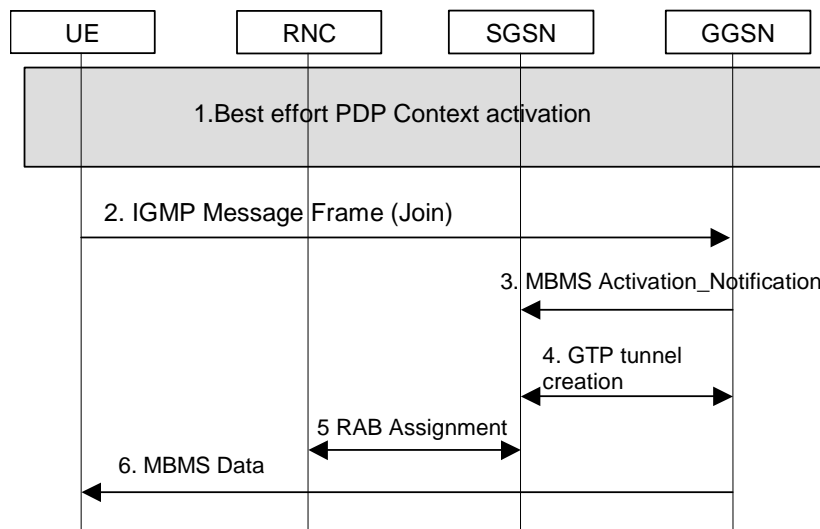 UE
RNC
SGSN
GGSN
1.Best effort PDP Context activation
2. IGMP Message Frame (Join)
3. MBMS Activation_Notification
4. GTP tunnel
creation
5 RAB Assignment
6. MBMS Data